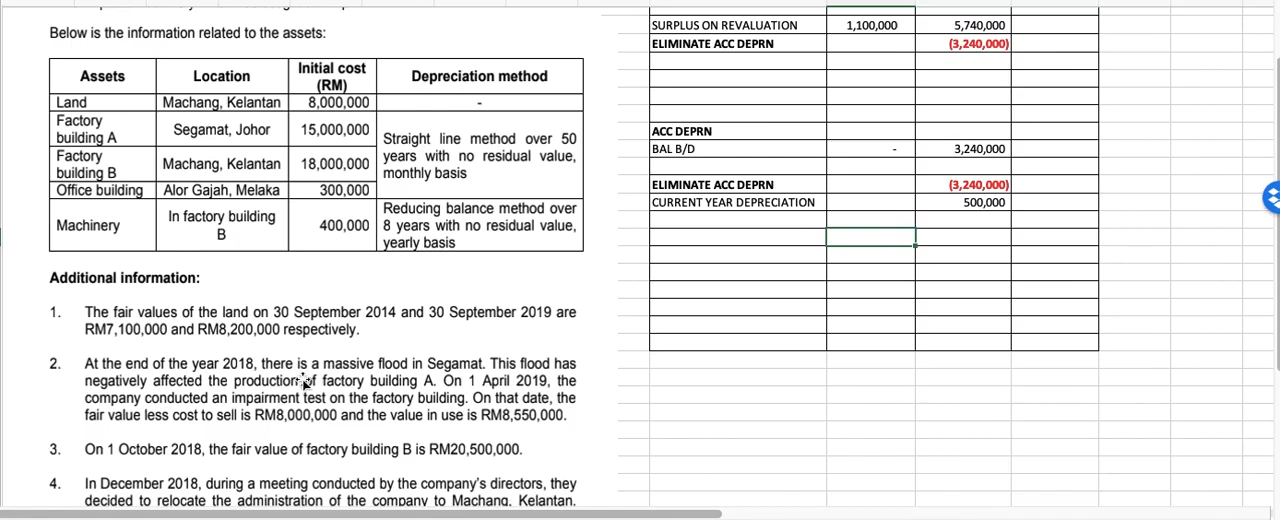 Below is the information related to the assets:
Assets Location Initial cost (RM) Depreciation method
Land Machang, Kelantan 8,000,000 -
Factory building A Segamat, Johor 15,000,000
Straight line method over 50 years with no residual value, monthly basis
Factory building B Machang, Kelantan 18,000,000
Office building Alor Gajah, Melaka 300,000
Machinery In factory building B 400,000 Reducing balance method over 8 years with no residual value, yearly basis
Additional information:
1. The fair values of the land on 30 September 2014 and 30 September 2019 are
RM7,100,000 and RM8,200,000 respectively.
2. At the end of the year 2018, there is a massive flood in Segamat. This flood has
negatively affected the production of factory building A. On 1 April 2019, the
company conducted an impairment test on the factory building. On that date, the
fair value less cost to sell is RM8,000,000 and the value in use is RM8,550,000.
3. On 1 October 2018, the fair value of factory building B is RM20,500,000.
4. In December 2018, during a meeting conducted by the company's directors, they
decided to relocate the administration of the company to Machang, Kelantan.
SURPLUS ON REVALUATION 1,100,000 5,740,000
ELIMINATE ACC DEPRN (3,240,000)
ACC DEPRN
BAL B/D - 3,240,000
ELIMINATE ACC DEPRN (3,240,000)
CURRENT YEAR DEPRECIATION 500,000